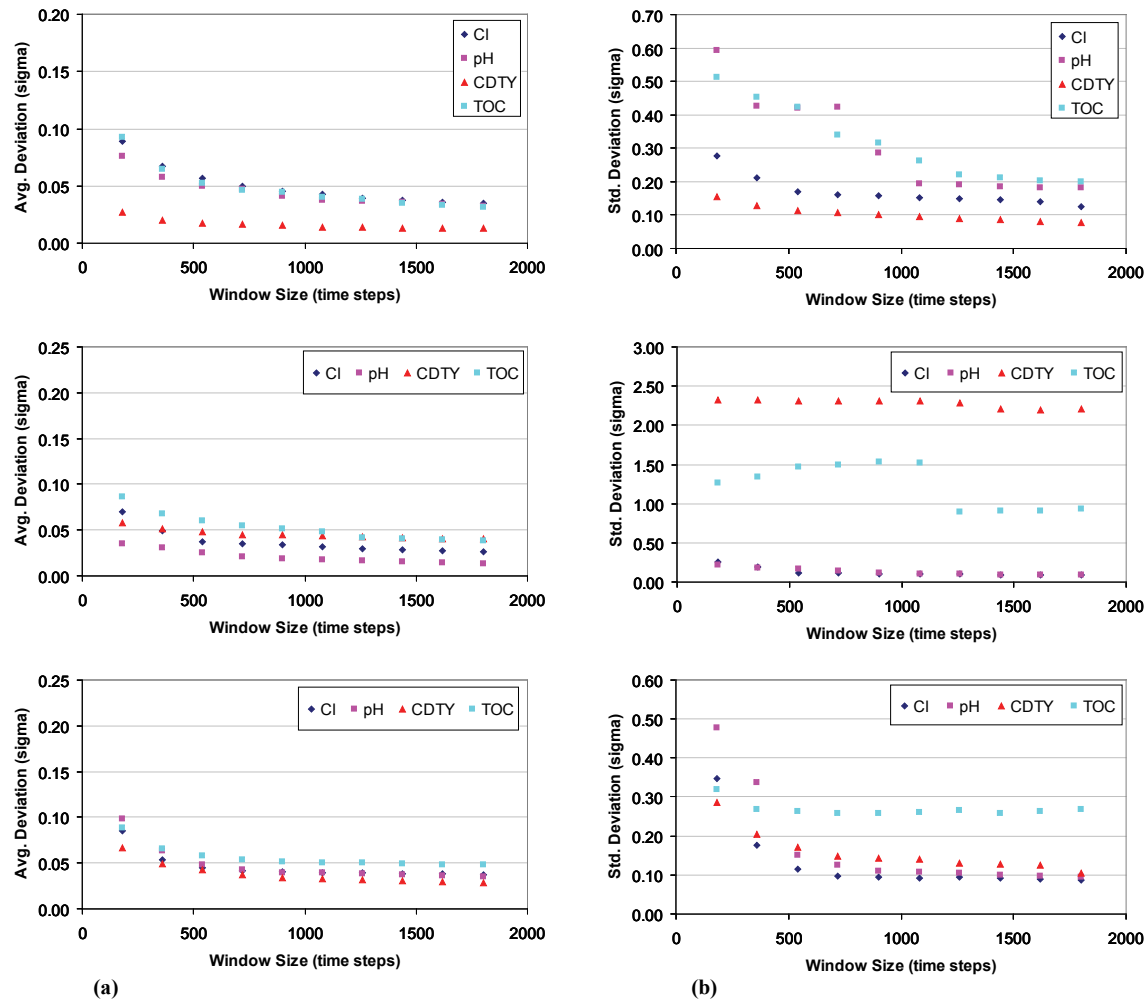 0.20
0.15
0.10
0.05
0.00
Avg. Deviation (sigma)
0 500 1000 1500 2000
Window Size (time steps)
Cl
pH
CDTY
TOC
0.70
0.60
0.50
0.40
0.30
0.20
0.10
0.00
Std. Deviation (sigma)
0 500 1000 1500 2000
Window Size (time steps)
Cl
pH
CDTY
TOC
0.25
0.20
0.15
0.10
0.05
0.00
Avg. Deviation (sigma)
0 500 1000 1500 2000
Window Size (time steps)
Cl pH CDTY TOC
3.00
2.50
2.00
1.50
1.00
0.50
0.00
Std. Deviation (sigma)
0 500 1000 1500 2000
Window Size (time steps)
Cl pH CDTY TOC
0.25
0.20
0.15
0.10
0.05
0.00
Avg. Deviation (sigma)
0 500 1000 1500 2000
Window Size (time steps)
Cl pH CDTY TOC
0.60
0.50
0.40
0.30
0.20
0.10
0.00
Std. Deviation (sigma)
0 500 1000 1500 2000
Window Size (time steps)
Cl pH CDTY TOC
(a) (b)